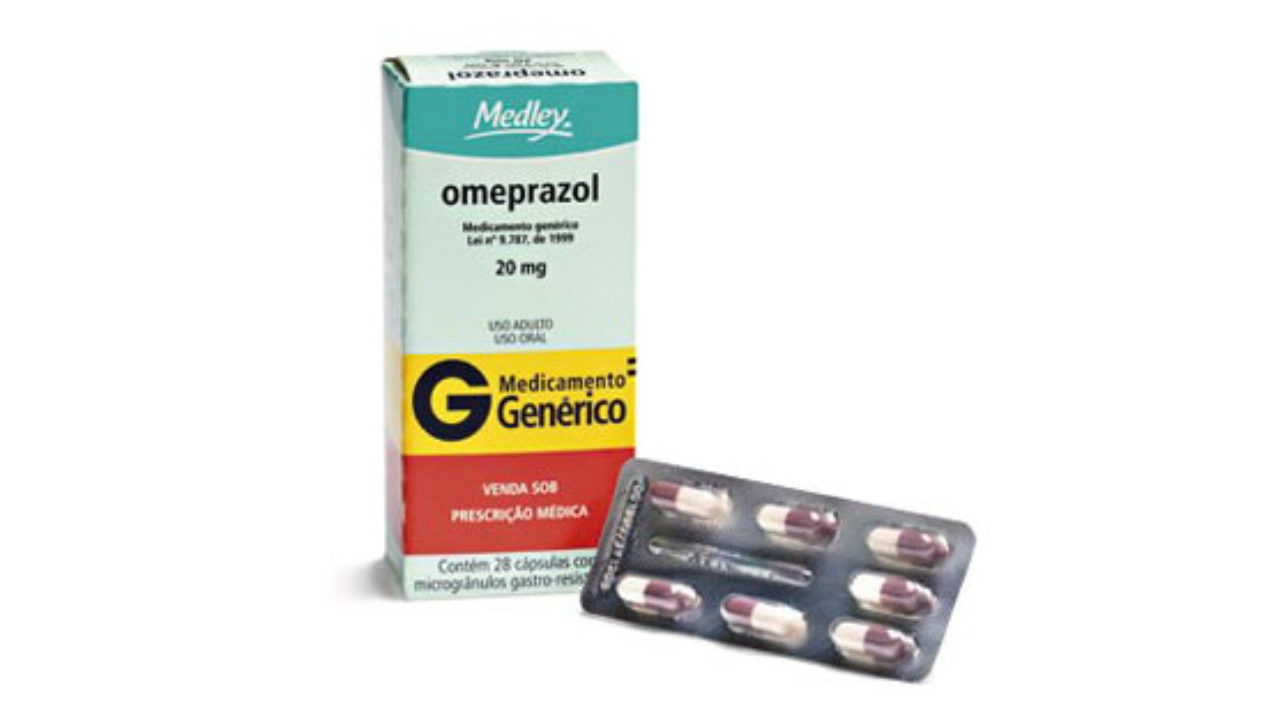 omeprazol
Medley
omeprazol
Medicamento genérico
Lei nº 9.787, de 1999
20 mg
USO ADULTO
USO ORAL
G Medicamento
Genérico
VENDA SOB
PRESCRIÇÃO MÉDICA
Contém 28 cápsulas
microgrânulos